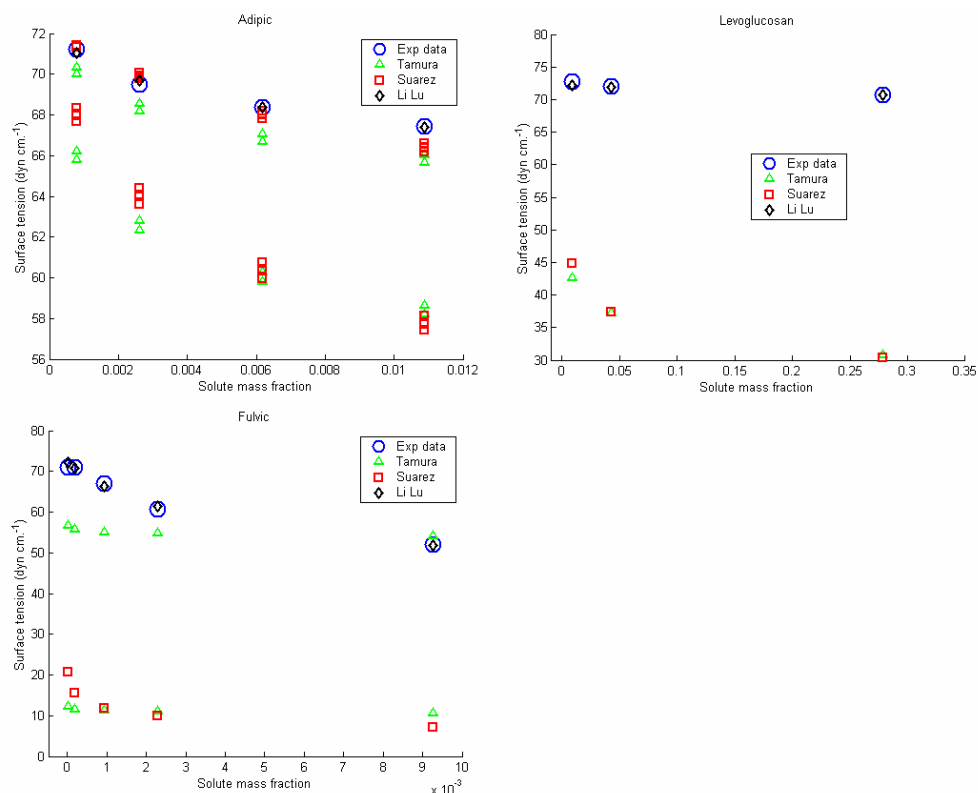 Adipic
72
70
68
66
64
62
60
58
56
Surface tension (dyn cm.-1)
0
0.002
0.004
0.006
0.008
0.01
0.012
Solute mass fraction
Exp data
Tamura
Suarez
Li Lu
Levoglucosan
80
75
70
65
60
55
50
45
40
35
30
Surface tension (dyn cm.-1)
0
0.05
0.1
0.15
0.2
0.25
0.3
0.35
Solute mass fraction
Exp data
Tamura
Suarez
Li Lu
Fulvic
80
70
60
50
40
30
20
10
0
Surface tension (dyn cm.-1)
0
1
2
3
4
5
6
7
8
9
10
Solute mass fraction
x 10-3
Exp data
Tamura
Suarez
Li Lu